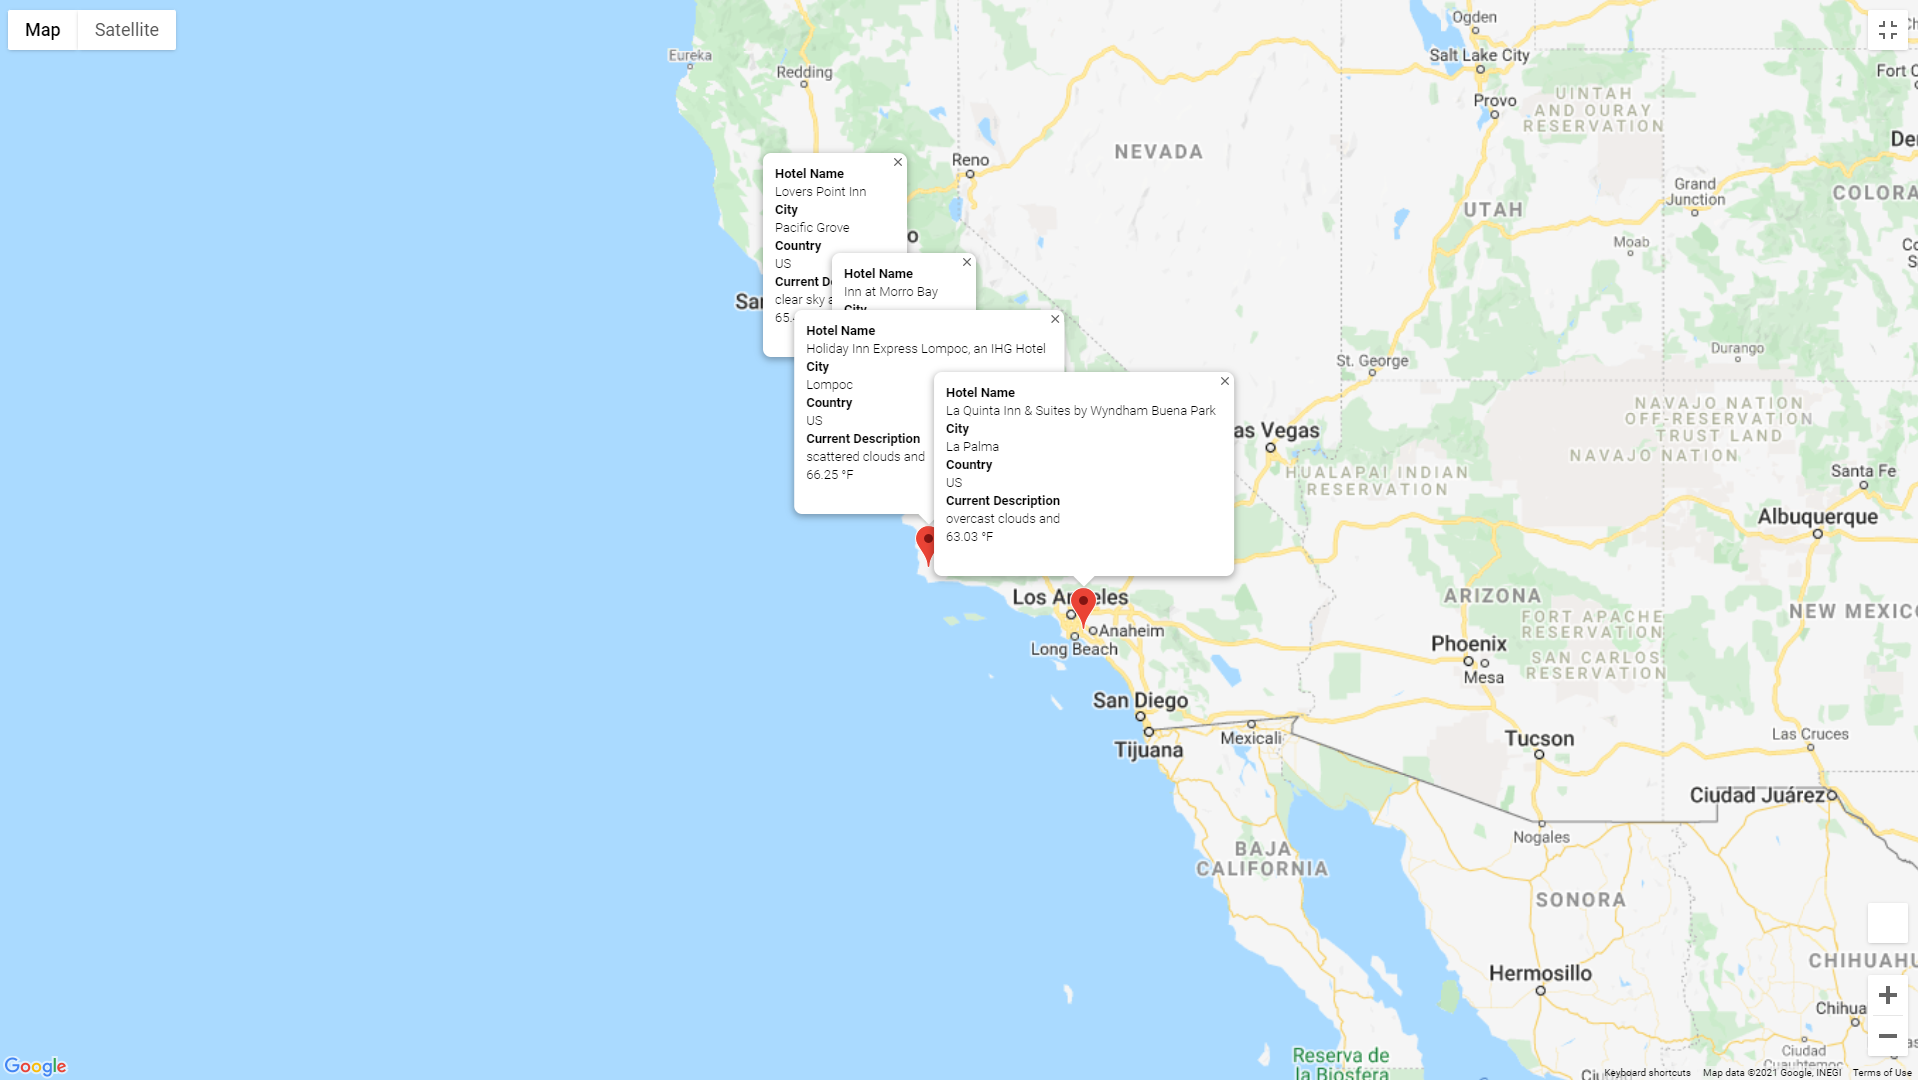 Map
Satellite
Eureka
Redding
Ogden
Salt Lake City
Provo
Fort C
UINTAH
AND OURAY
RESERVATION
Reno
NEVADA
De
Grand
Junction
COLORA
UTAH
Moab
Hotel Name
Lovers Point Inn
City
Pacific Grove
Country
US
Current De
clear sky a
65.4
Hotel Name
Inn at Morro Bay
City
Hotel Name
Holiday Inn Express Lompoc, an IHG Hotel
City
Lompoc
Country
US
Current Description
scattered clouds and
66.25 °F
Hotel Name
La Quinta Inn & Suites by Wyndham Buena Park
City
La Palma
Country
US
Current Description
overcast clouds and
63.03 °F
St. George
Durango
NAVAJO NATION
OFF-RESERVATION
TRUST LAND
NAVAJO NATION
as Vegas
HUALAPAI INDIAN
RESERVATION
Santa Fe
Albuquerque
Los Angeles
Anaheim
Long Beach
ARIZONA
FORT APACHE
RESERVATION
NEW MEXICO
Phoenix
Mesa
SAN CARLOS
RESERVATION
San Diego
Tijuana
Mexicali
Tucson
Las Cruces
Ciudad Juárez
Nogales
BAJA
CALIFORNIA
SONORA
CHIHUAHU
Hermosillo
Chihua
Ciudad
Cuauhtemoc
Reserva de
la Biosfera
Google
Keyboard shortcuts
Map data ©2021 Google, INEGI
Terms of Use